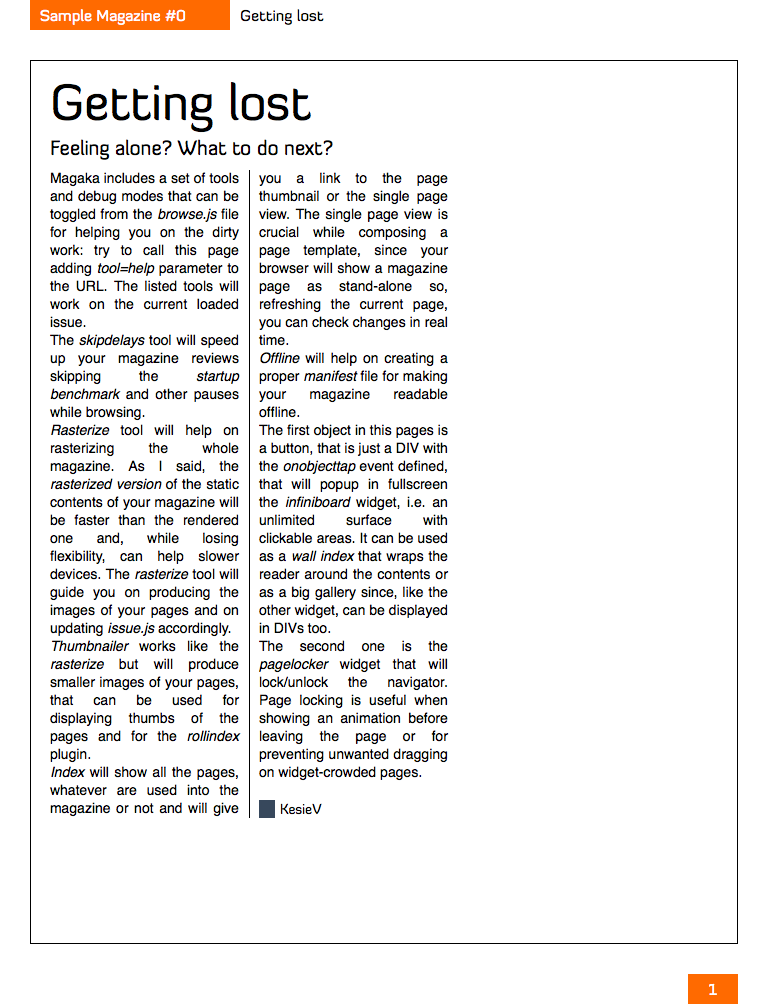 Sample Magazine #0
Getting lost
Getting lost
Feeling alone? What to do next?
Magaka includes a set of tools
and debug modes that can be
toggled from the browse.js file
for helping you on the dirty
work: try to call this page
adding tool=help parameter to
the URL. The listed tools will
work on the current loaded
issue.
The skipdelays tool will speed
up your magazine reviews
skipping the startup
benchmark and other pauses
while browsing.
Rasterize tool will help on
rasterizing the whole
magazine. As I said, the
rasterized version of the static
contents of your magazine will
be faster than the rendered
one and, while losing
flexibility, can help slower
devices. The rasterize tool will
guide you on producing the
images of your pages and on
updating issue.js accordingly.
Thumbnailer works like the
rasterize but will produce
smaller images of your pages,
that can be used for
displaying thumbs of the
pages and for the rollindex
plugin.
Index will show all the pages,
whatever are used into the
magazine or not and will give
you a link to the page
thumbnail or the single page
view. The single page view is
crucial while composing a
page template, since your
browser will show a magazine
page as stand-alone so,
refreshing the current page,
you can check changes in real
time.
Offline will help on creating a
proper manifest file for making
your magazine readable
offline.
The first object in this pages is
a button, that is just a DIV with
the onobjecttap event defined,
that will popup in fullscreen
the infiniboard widget, i.e. an
unlimited surface with
clickable areas. It can be used
as a wall index that wraps the
reader around the contents or
as a big gallery since, like the
other widget, can be displayed
in DIVs too.
The second one is the
pagelocker widget that will
lock/unlock the navigator.
Page locking is useful when
showing an animation before
leaving the page or for
preventing unwanted dragging
on widget-crowded pages.
KesieV
1